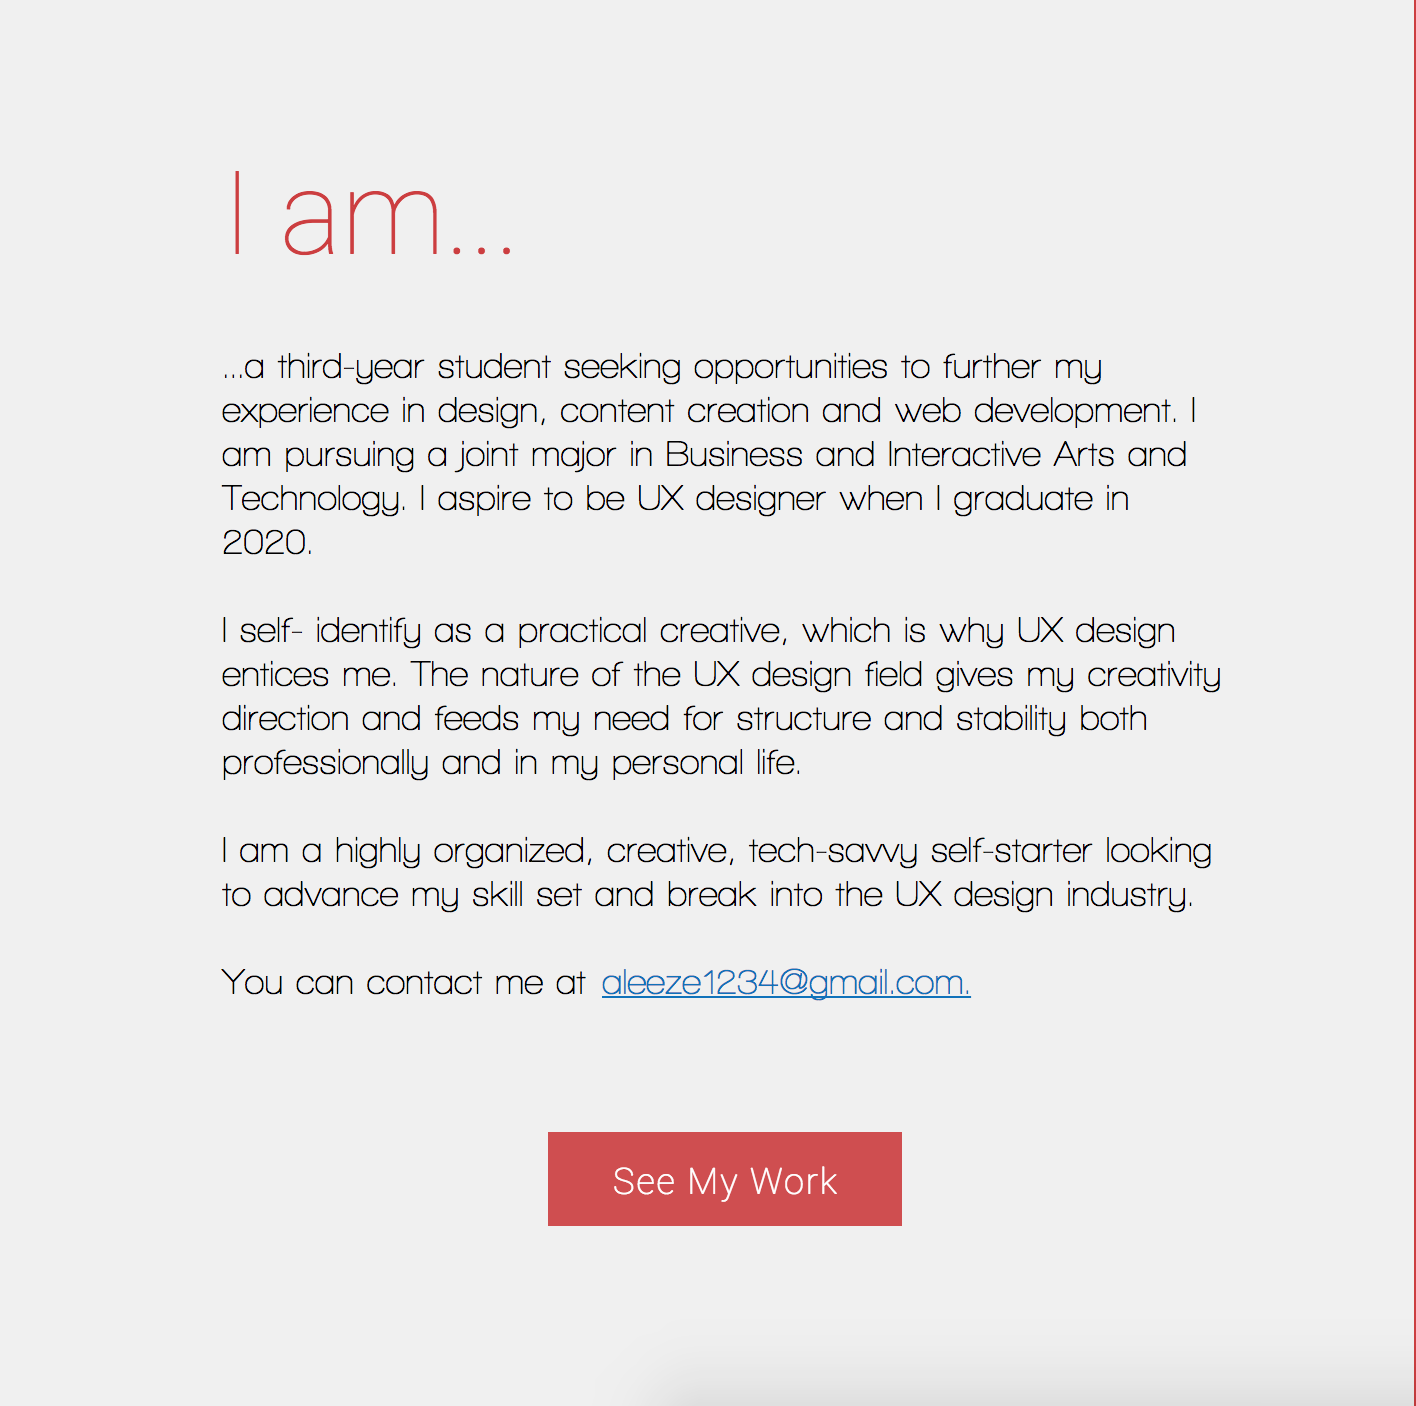 I am...
...a third-year student seeking opportunities to further my
experience in design, content creation and web development. I
am pursuing a joint major in Business and Interactive Arts and
Technology. I aspire to be UX designer when I graduate in
2020.
I self- identify as a practical creative, which is why UX design
entices me. The nature of the UX design field gives my creativity
direction and feeds my need for structure and stability both
professionally and in my personal life.
I am a highly organized, creative, tech-savvy self-starter looking
to advance my skill set and break into the UX design industry.
You can contact me at aleeze1234@gmail.com.
See My Work